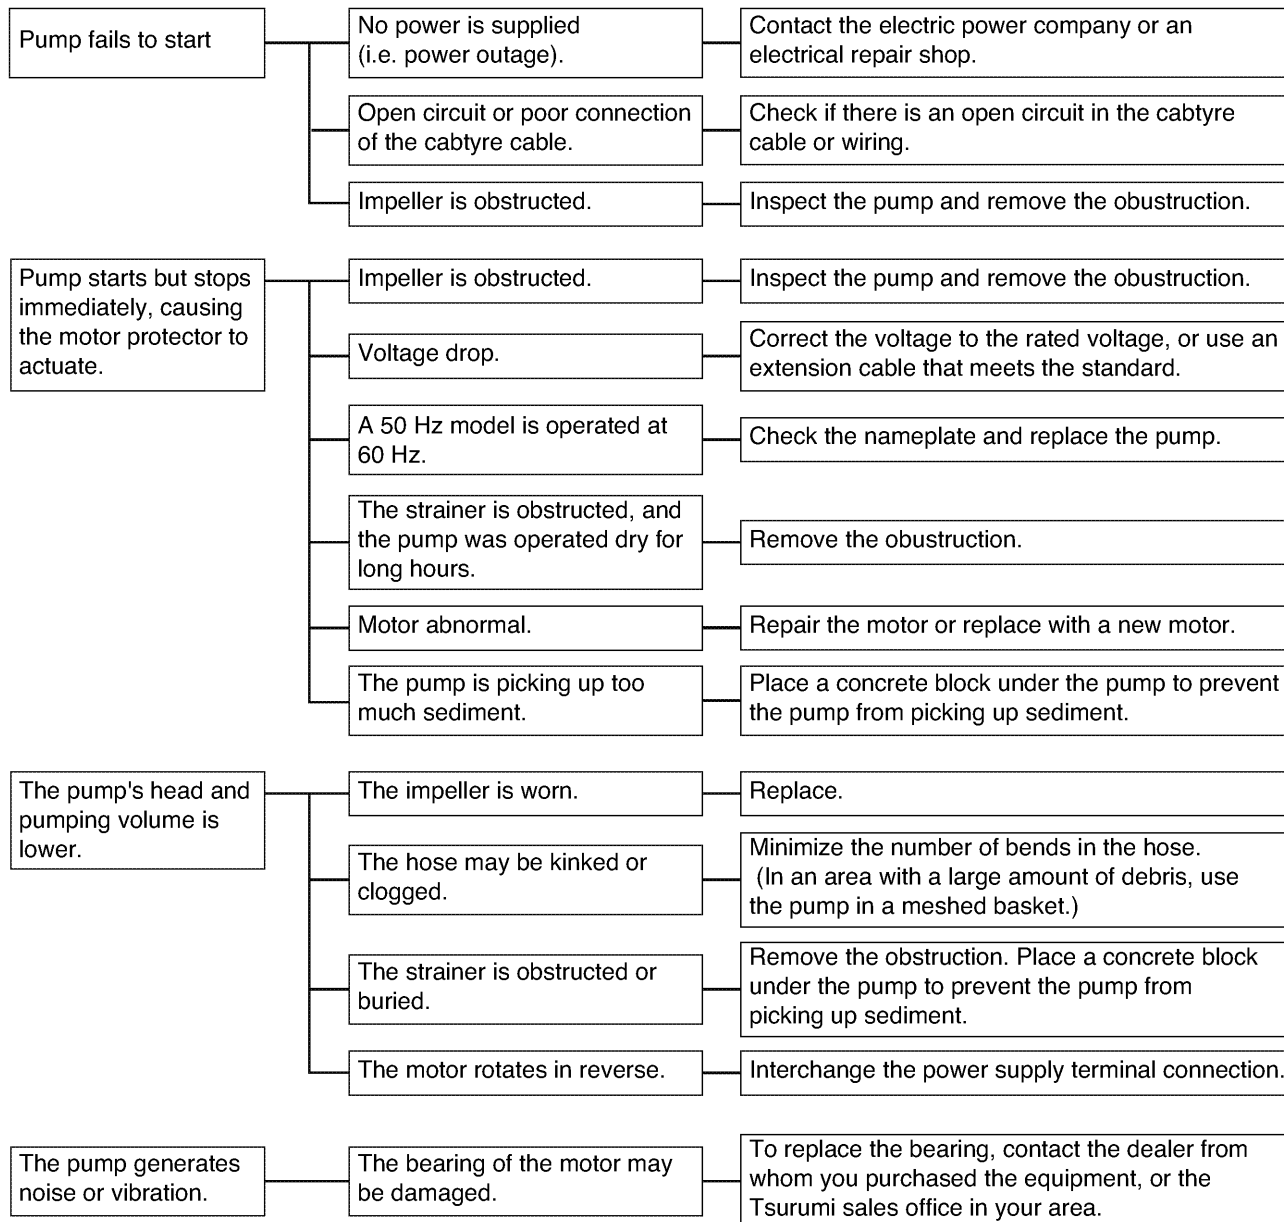 Pump fails to start
No power is supplied
(i.e. power outage).
Contact the electric power company or an
electrical repair shop.
Open circuit or poor connection
of the cabtyre cable.
Check if there is an open circuit in the cabtyre
cable or wiring.
Impeller is obstructed.
Inspect the pump and remove the obustruction.
Pump starts but stops
immediately, causing
the motor protector to
actuate.
Impeller is obstructed.
Inspect the pump and remove the obustruction.
Voltage drop.
Correct the voltage to the rated voltage, or use an
extension cable that meets the standard.
A 50 Hz model is operated at
60 Hz.
Check the nameplate and replace the pump.
The strainer is obstructed, and
the pump was operated dry for
long hours.
Remove the obustruction.
Motor abnormal.
Repair the motor or replace with a new motor.
The pump is picking up too
much sediment.
Place a concrete block under the pump to prevent
the pump from picking up sediment.
The pump's head and
pumping volume is
lower.
The impeller is worn.
Replace.
The hose may be kinked or
clogged.
Minimize the number of bends in the hose.
(In an area with a large amount of debris, use
the pump in a meshed basket.)
The strainer is obstructed or
buried.
Remove the obstruction. Place a concrete block
under the pump to prevent the pump from
picking up sediment.
The motor rotates in reverse.
Interchange the power supply terminal connection.
The pump generates
noise or vibration.
The bearing of the motor may
be damaged.
To replace the bearing, contact the dealer from
whom you purchased the equipment, or the
Tsurumi sales office in your area.